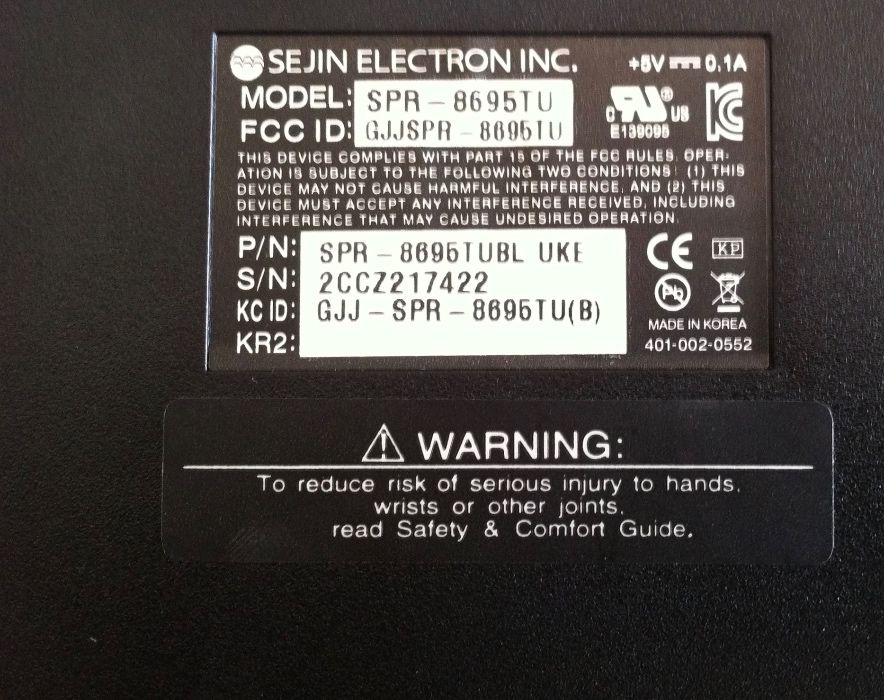 SEJIN ELECTRON INC. +5V 0.1A
MODEL: SPR-8695TU
FCC ID: GJJSPR-8695TU
C UL® US
E139095
THIS DEVICE COMPLIES WITH PART 15 OF THE FCC RULES. OPER-
ATION IS SUBJECT TO THE FOLLOWING TWO CONDITIONS: (1) THIS
DEVICE MAY NOT CAUSE HARMFUL INTERFERENCE, AND (2) THIS
DEVICE MUST ACCEPT ANY INTERFERENCE RECEIVED, INCLUDING
INTERFERENCE THAT MAY CAUSE UNDESIRED OPERATION.
P/N: SPR-8695TUBL UKE
S/N: 2CCZ217422
KC ID: GJJ-SPR-8695TU(B)
KR2:
CE KP
Pb
MADE IN KOREA
401-002-0552
WARNING:
To reduce risk of serious injury to hands,
wrists or other joints,
read Safety & Comfort Guide.